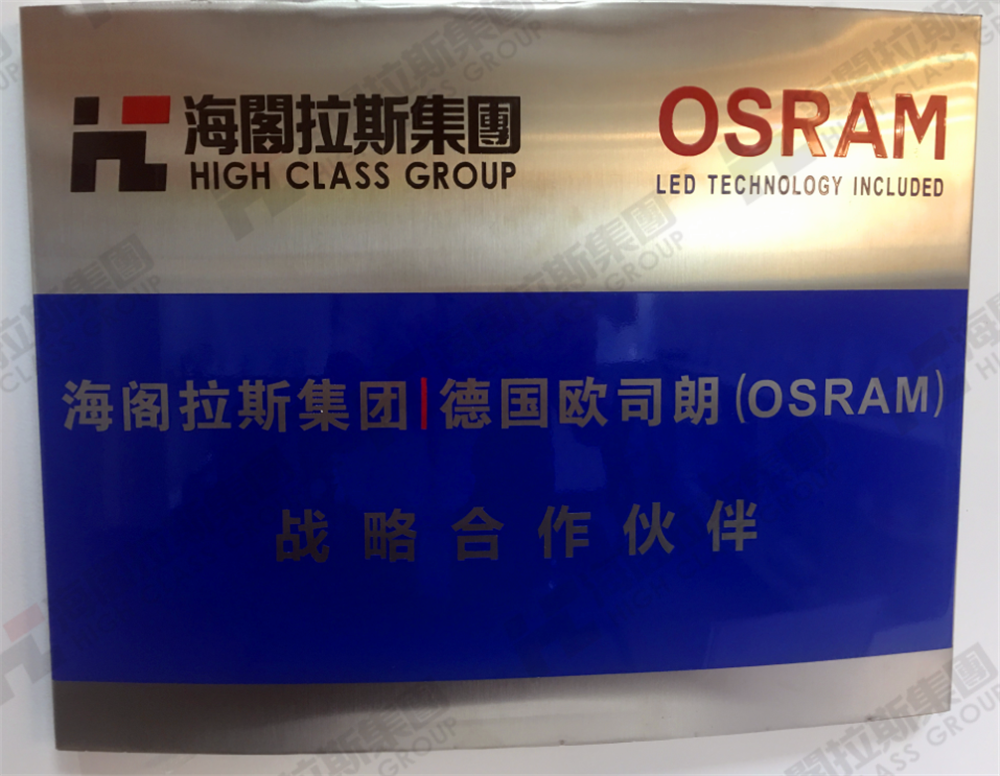 海閣拉斯集團
HIGH CLASS GROUP
OSRAM
LED TECHNOLOGY INCLUDED
海阁拉斯集团|德国欧司朗(OSRAM)
战略合作伙伴